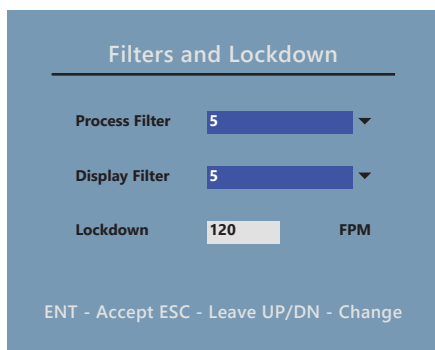 Filters and Lockdown
Process Filter 5
Display Filter 5
Lockdown 120 FPM
ENT - Accept ESC - Leave UP/DN - Change